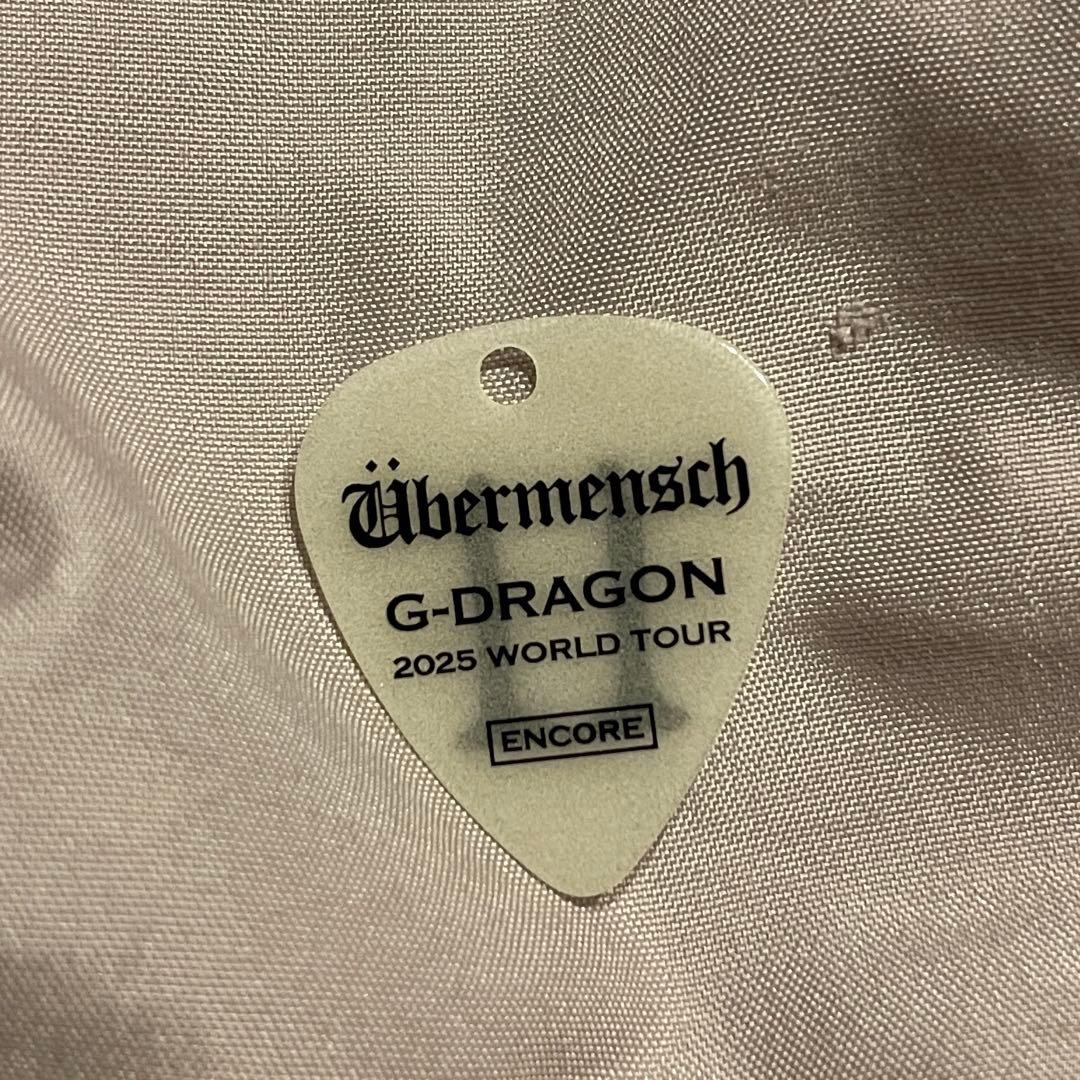 Übermensch
G-DRAGON
2025 WORLD TOUR
ENCORE